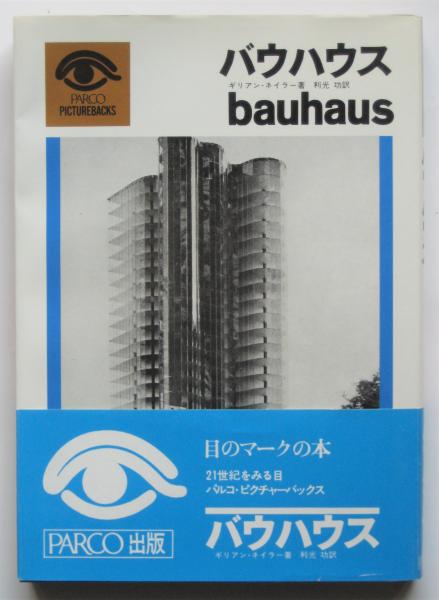 PARCO
PICTUREBACKS
バウハウス
ギリアン・ネイラー著 利光 功訳
bauhaus
目のマークの本
21世紀をみる目
パルコ・ピクチャーバックス
バウハウス
ギリアン・ネイラー著 利光 功訳
PARCO 出版